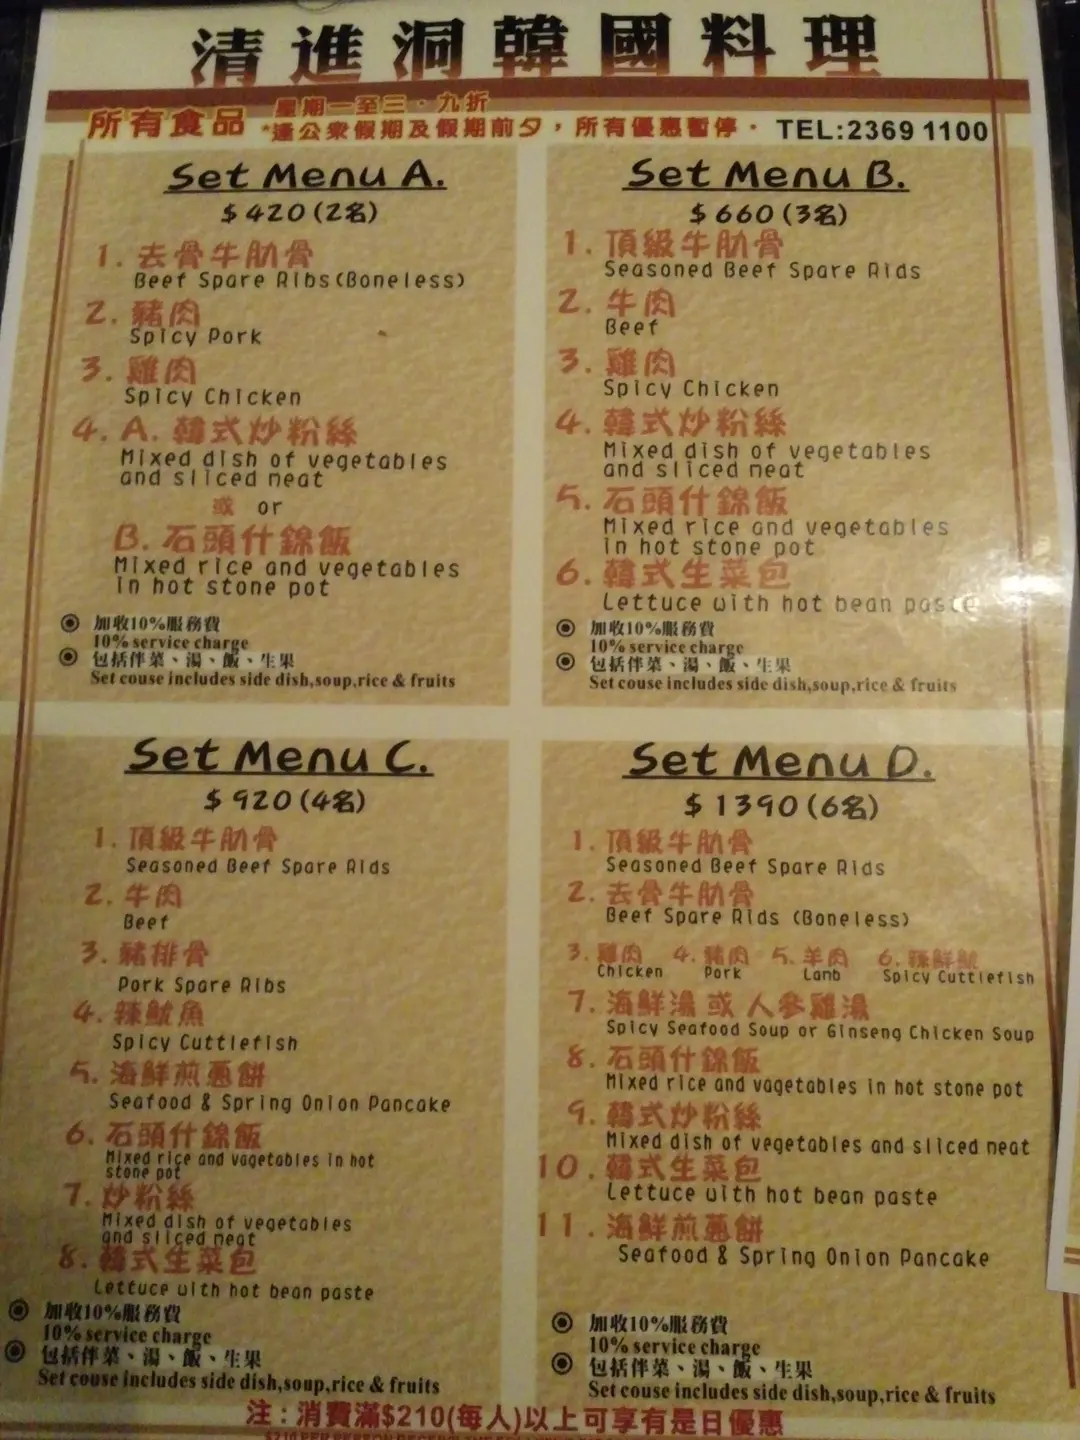 清進洞韓國料理
所有食品 星期一至三．九折
*逢公衆假期及假期前夕，所有優惠暫停． TEL:2369 1100
Set Menu A.
$420(2名)
1. 去骨牛肋骨
Beef Spare Ribs(Boneless)
2. 豬肉
Spicy Pork
3. 雞肉
Spicy Chicken
4. A. 韓式炒粉絲
Mixed dish of vegetables
and sliced meat
或 or
B. 石頭什錦飯
Mixed rice and vegetables
in hot stone pot
加收10%服務費
10% service charge
包括伴菜、湯、飯、生果
Set couse includes side dish,soup,rice & fruits
Set Menu B.
$660(3名)
1. 頂級牛肋骨
Seasoned Beef Spare Rids
2. 牛肉
Beef
3. 雞肉
Spicy Chicken
4. 韓式炒粉絲
Mixed dish of vegetables
and sliced meat
5. 石頭什錦飯
Mixed rice and vegetables
in hot stone pot
6. 韓式生菜包
Lettuce with hot bean paste
加收10%服務費
10% service charge
包括伴菜、湯、飯、生果
Set couse includes side dish,soup,rice & fruits
Set Menu C.
$920(4名)
1. 頂級牛肋骨
Seasoned Beef Spare Rids
2. 牛肉
Beef
3. 豬排骨
Pork Spare Ribs
4. 辣魷魚
Spicy Cuttlefish
5. 海鮮煎蔥餅
Seafood & Spring Onion Pancake
6. 石頭什錦飯
Mixed rice and vagetables in hot
stone pot
7. 炒粉絲
Mixed dish of vegetables
and sliced meat
8. 韓式生菜包
Lettuce with hot bean paste
加收10%服務費
10% service charge
包括伴菜、湯、飯、生果
Set couse includes side dish,soup,rice & fruits
Set Menu D.
$1390(6名)
1. 頂級牛肋骨
Seasoned Beef Spare Rids
2. 去骨牛肋骨
Beef Spare Rids (Boneless)
3. 雞肉 4. 豬肉 5. 羊肉 6. 辣鮮魷
Chicken Pork Lamb Spicy Cuttlefish
7. 海鮮湯 或 人參雞湯
Spicy Seafood Soup or Ginseng Chicken Soup
8. 石頭什錦飯
Mixed rice and vagetables in hot stone pot
9. 韓式炒粉絲
Mixed dish of vegetables and sliced meat
10. 韓式生菜包
Lettuce with hot bean paste
11. 海鮮煎蔥餅
Seafood & Spring Onion Pancake
加收10%服務費
10% service charge
包括伴菜、湯、飯、生果
Set couse includes side dish,soup,rice & fruits
注:消費滿$210(每人)以上可享有是日優惠